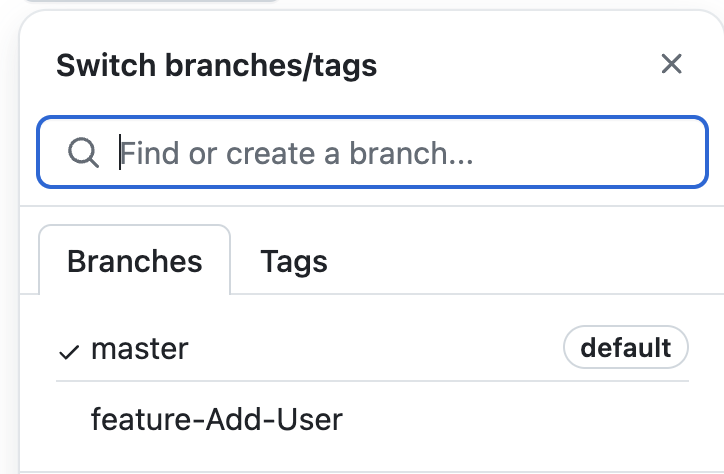 Switch branches/tags
Find or create a branch...
Branches Tags
master default
feature-Add-User